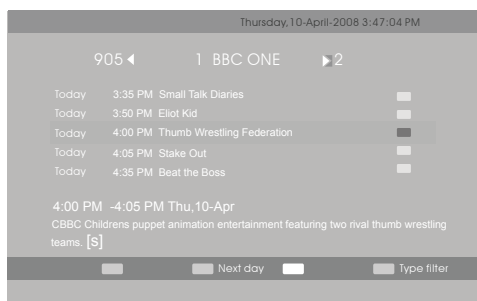 Thursday,10-April-2008 3:47:04 PM
905 1 BBC ONE 2
Today 3:35 PM Small Talk Diaries
Today 3:50 PM Eliot Kid
Today 4:00 PM Thumb Wrestling Federation
Today 4:05 PM Stake Out
Today 4:35 PM Beat the Boss
4:00 PM -4:05 PM Thu,10-Apr
CBBC Childrens puppet animation entertainment featuring two rival thumb wrestling
teams. [S]
Next day Type filter